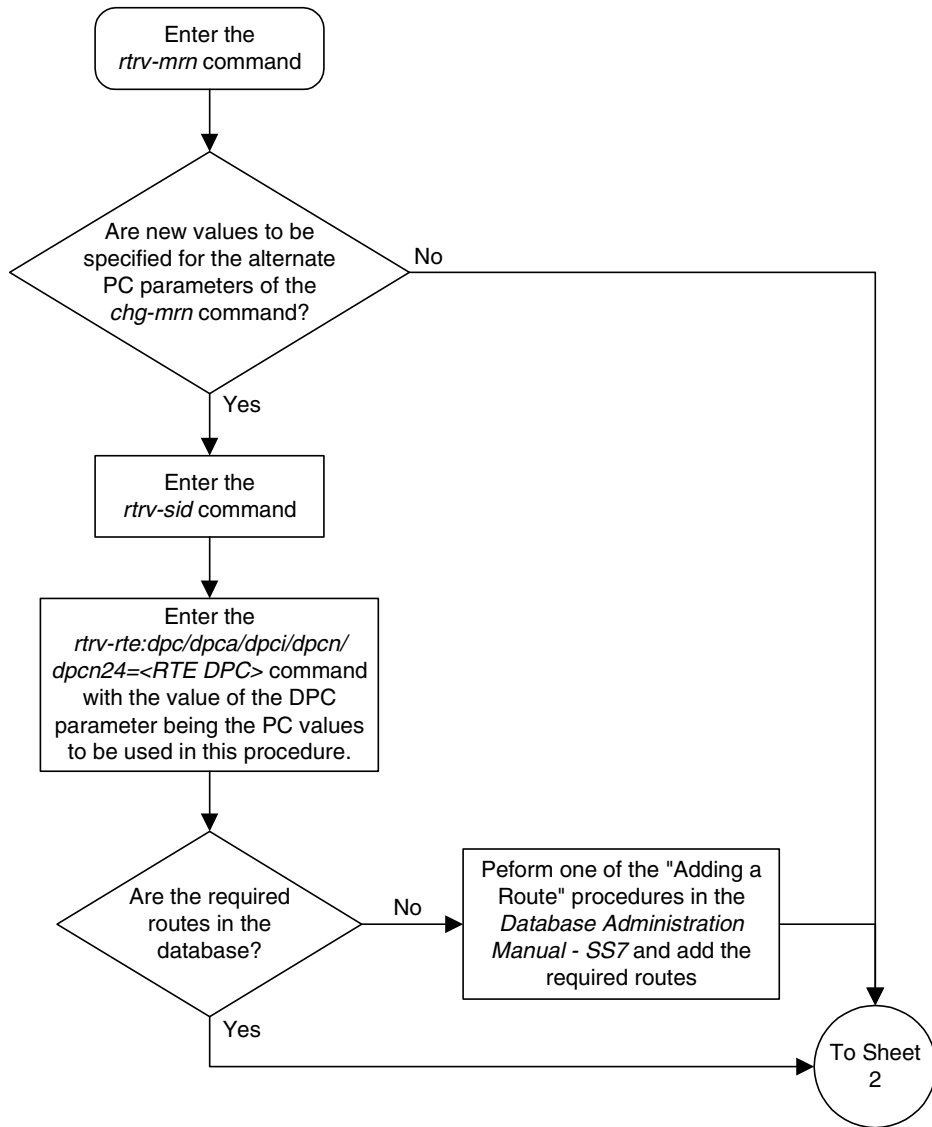 Enter the
rtrv-mrn command
Are new values to be
specified for the alternate
PC parameters of the
chg-mrn command?
No
Yes
Enter the
rtrv-sid command
Enter the
rtrv-rte:dpc/dpca/dpci/dpcn/
dpcn24=<RTE DPC> command
with the value of the DPC
parameter being the PC values
to be used in this procedure.
Are the required
routes in the
database?
No
Peform one of the "Adding a
Route" procedures in the
Database Administration
Manual - SS7 and add the
required routes
Yes
To Sheet
2